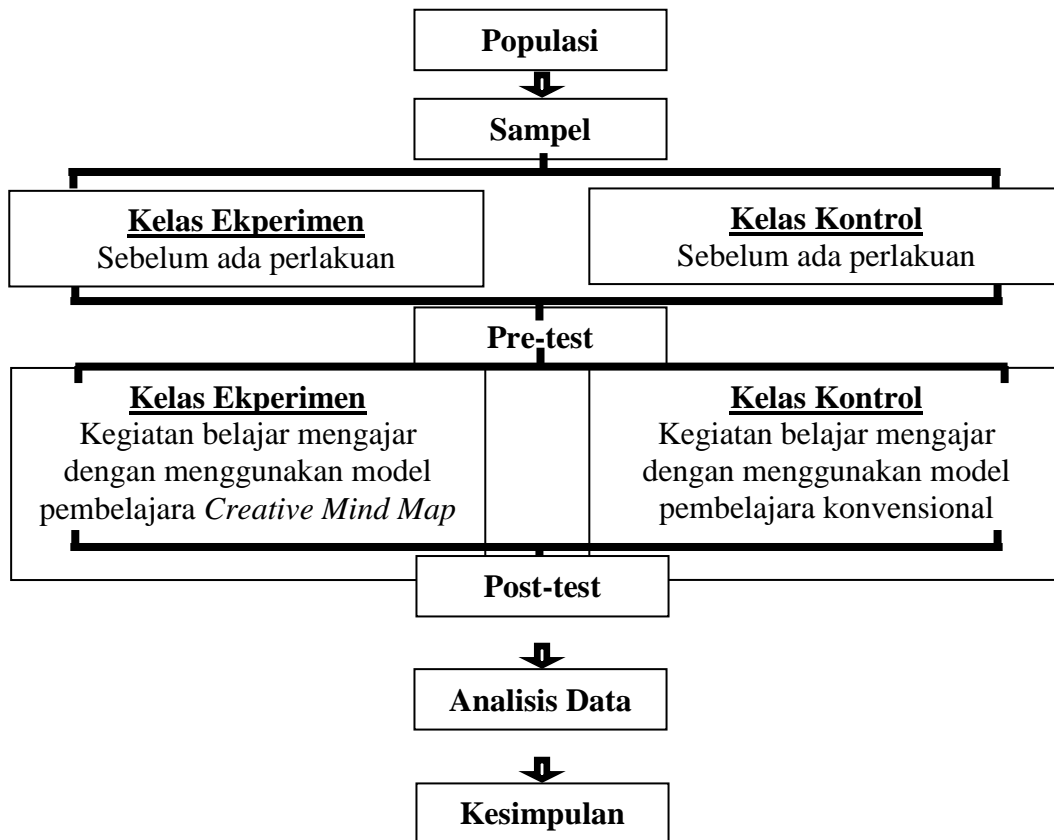 Populasi
Sampel
Kelas Ekperimen
Sebelum ada perlakuan
Kelas Kontrol
Sebelum ada perlakuan
Pre-test
Kelas Ekperimen
Kegiatan belajar mengajar
dengan menggunakan model
pembelajara Creative Mind Map
Kelas Kontrol
Kegiatan belajar mengajar
dengan menggunakan model
pembelajara konvensional
Post-test
Analisis Data
Kesimpulan